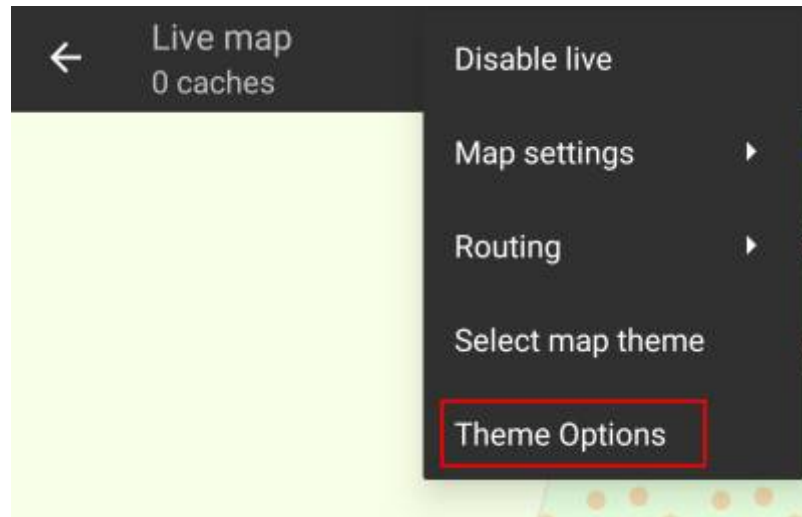 Live map
0 caches
Disable live
Map settings
Routing
Select map theme
Theme Options